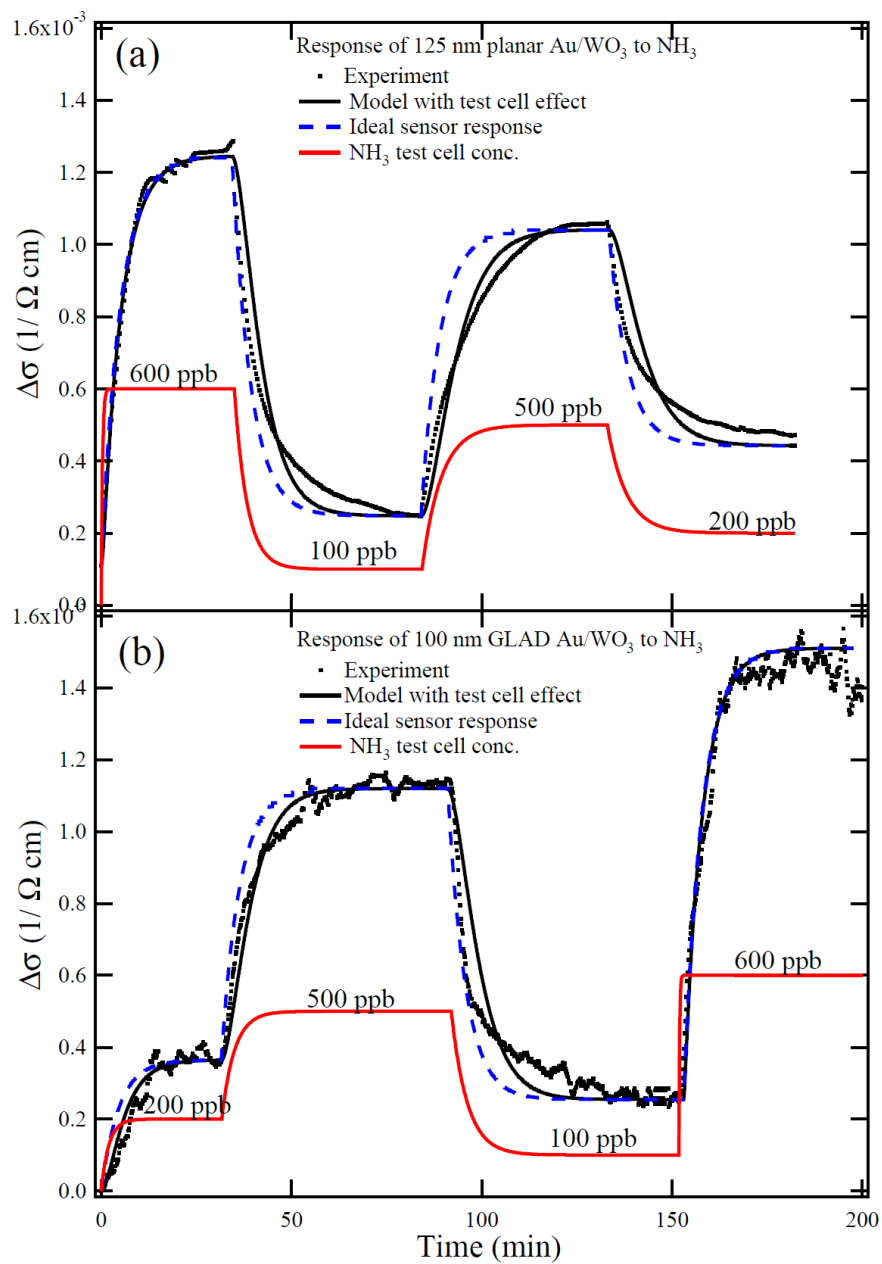 1.6x10⁻³
(a)
Response of 125 nm planar Au/WO₃ to NH₃
Experiment
Model with test cell effect
Ideal sensor response
NH₃ test cell conc.
1.4
1.2
1.0
0.8
0.6
0.4
0.2
0.0
Δσ (1/ Ω cm)
600 ppb
100 ppb
500 ppb
200 ppb
1.6x10
(b)
Response of 100 nm GLAD Au/WO₃ to NH₃
Experiment
Model with test cell effect
Ideal sensor response
NH₃ test cell conc.
1.4
1.2
1.0
0.8
0.6
0.4
0.2
0.0
Δσ (1/ Ω cm)
200 ppb
500 ppb
100 ppb
600 ppb
0
50
100
150
200
Time (min)